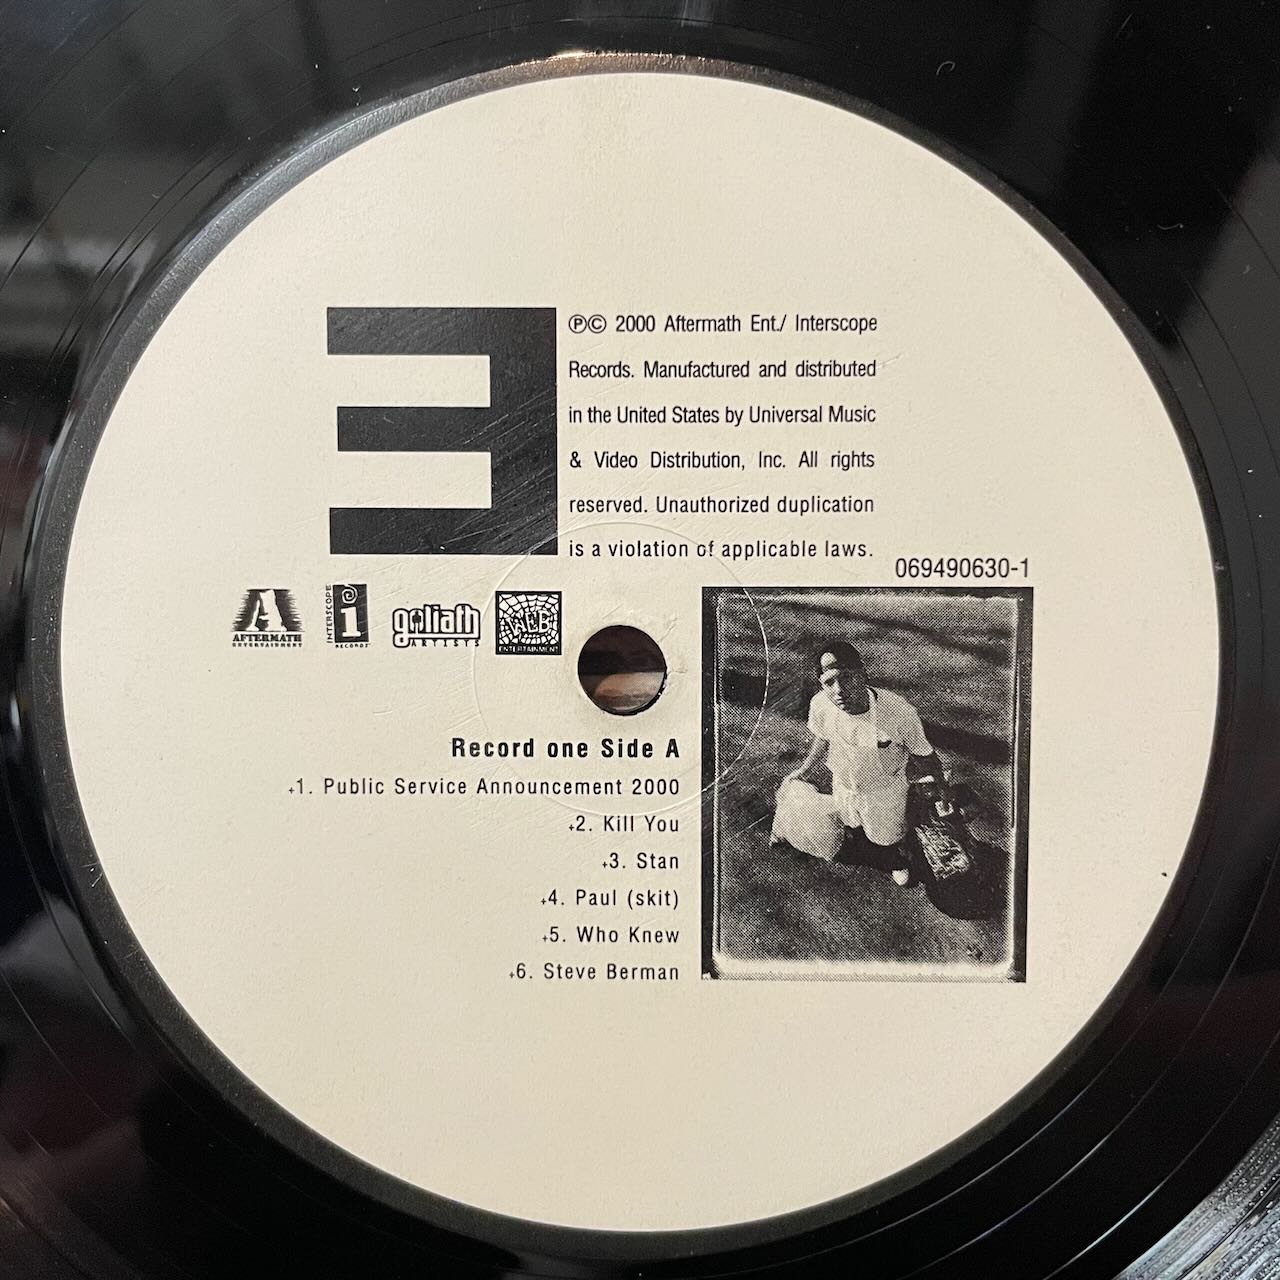 Ǝ
℗© 2000 Aftermath Ent./ Interscope
Records. Manufactured and distributed
in the United States by Universal Music
& Video Distribution, Inc. All rights
reserved. Unauthorized duplication
is a violation of applicable laws.
069490630-1
A
AFTERMATH
ENTERTAINMENT
INTERSCOPE
i
RECORDS
goliath
ARTISTS
WEB
ENTERTAINMENT
Record one Side A
+1. Public Service Announcement 2000
+2. Kill You
+3. Stan
+4. Paul (skit)
+5. Who Knew
+6. Steve Berman